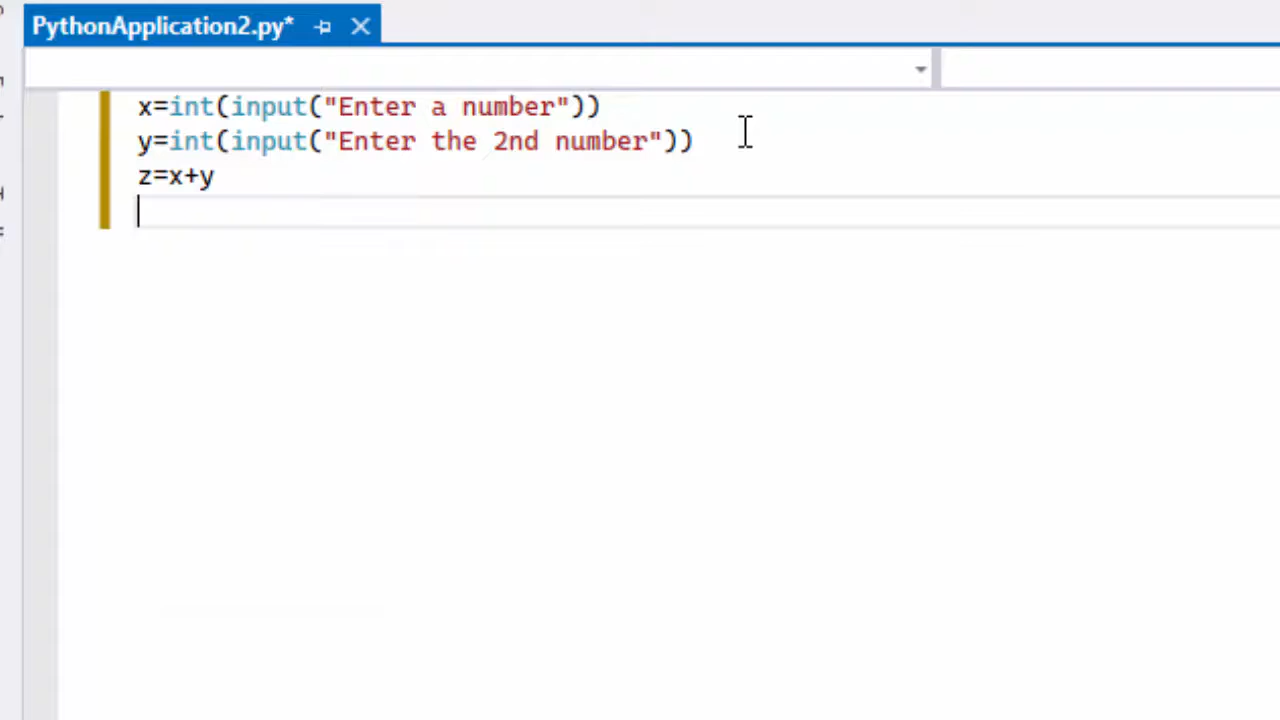 PythonApplication2.py*
x=int(input("Enter a number"))
y=int(input("Enter the 2nd number"))
z=x+y